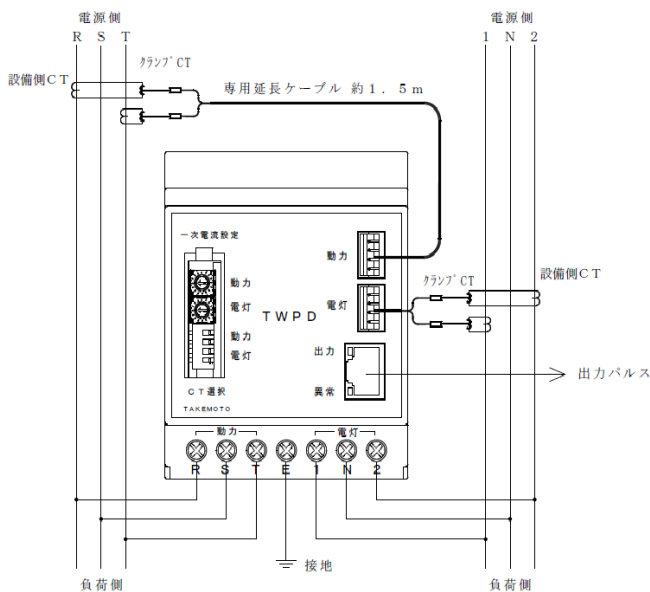 電源側
R S T
電源側
1 N 2
クランプCT
設備側CT
専用延長ケーブル 約1.5m
一次電流設定
動力
電灯
動力
電灯
CT選択
TAKEMOTO
TWPD
動力
電灯
出力
異常
クランプCT
設備側CT
出力パルス
動力
電灯
R S T E 1 N 2
接地
負荷側
負荷側